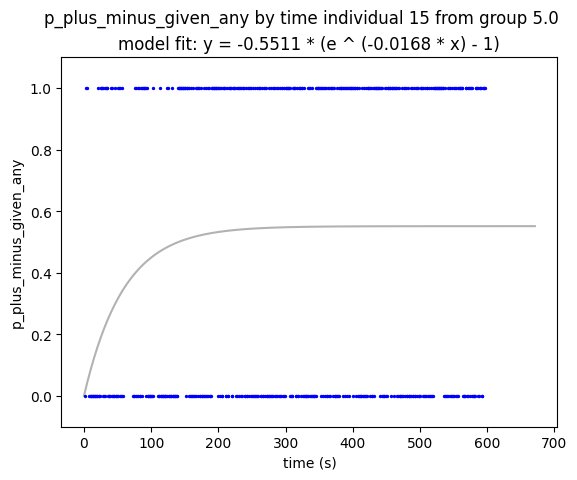 p_plus_minus_given_any by time individual 15 from group 5.0
model fit: y = -0.5511 * (e ^ (-0.0168 * x) - 1)
1.0
0.8
0.6
0.4
0.2
0.0
p_plus_minus_given_any
0 100 200 300 400 500 600 700
time (s)